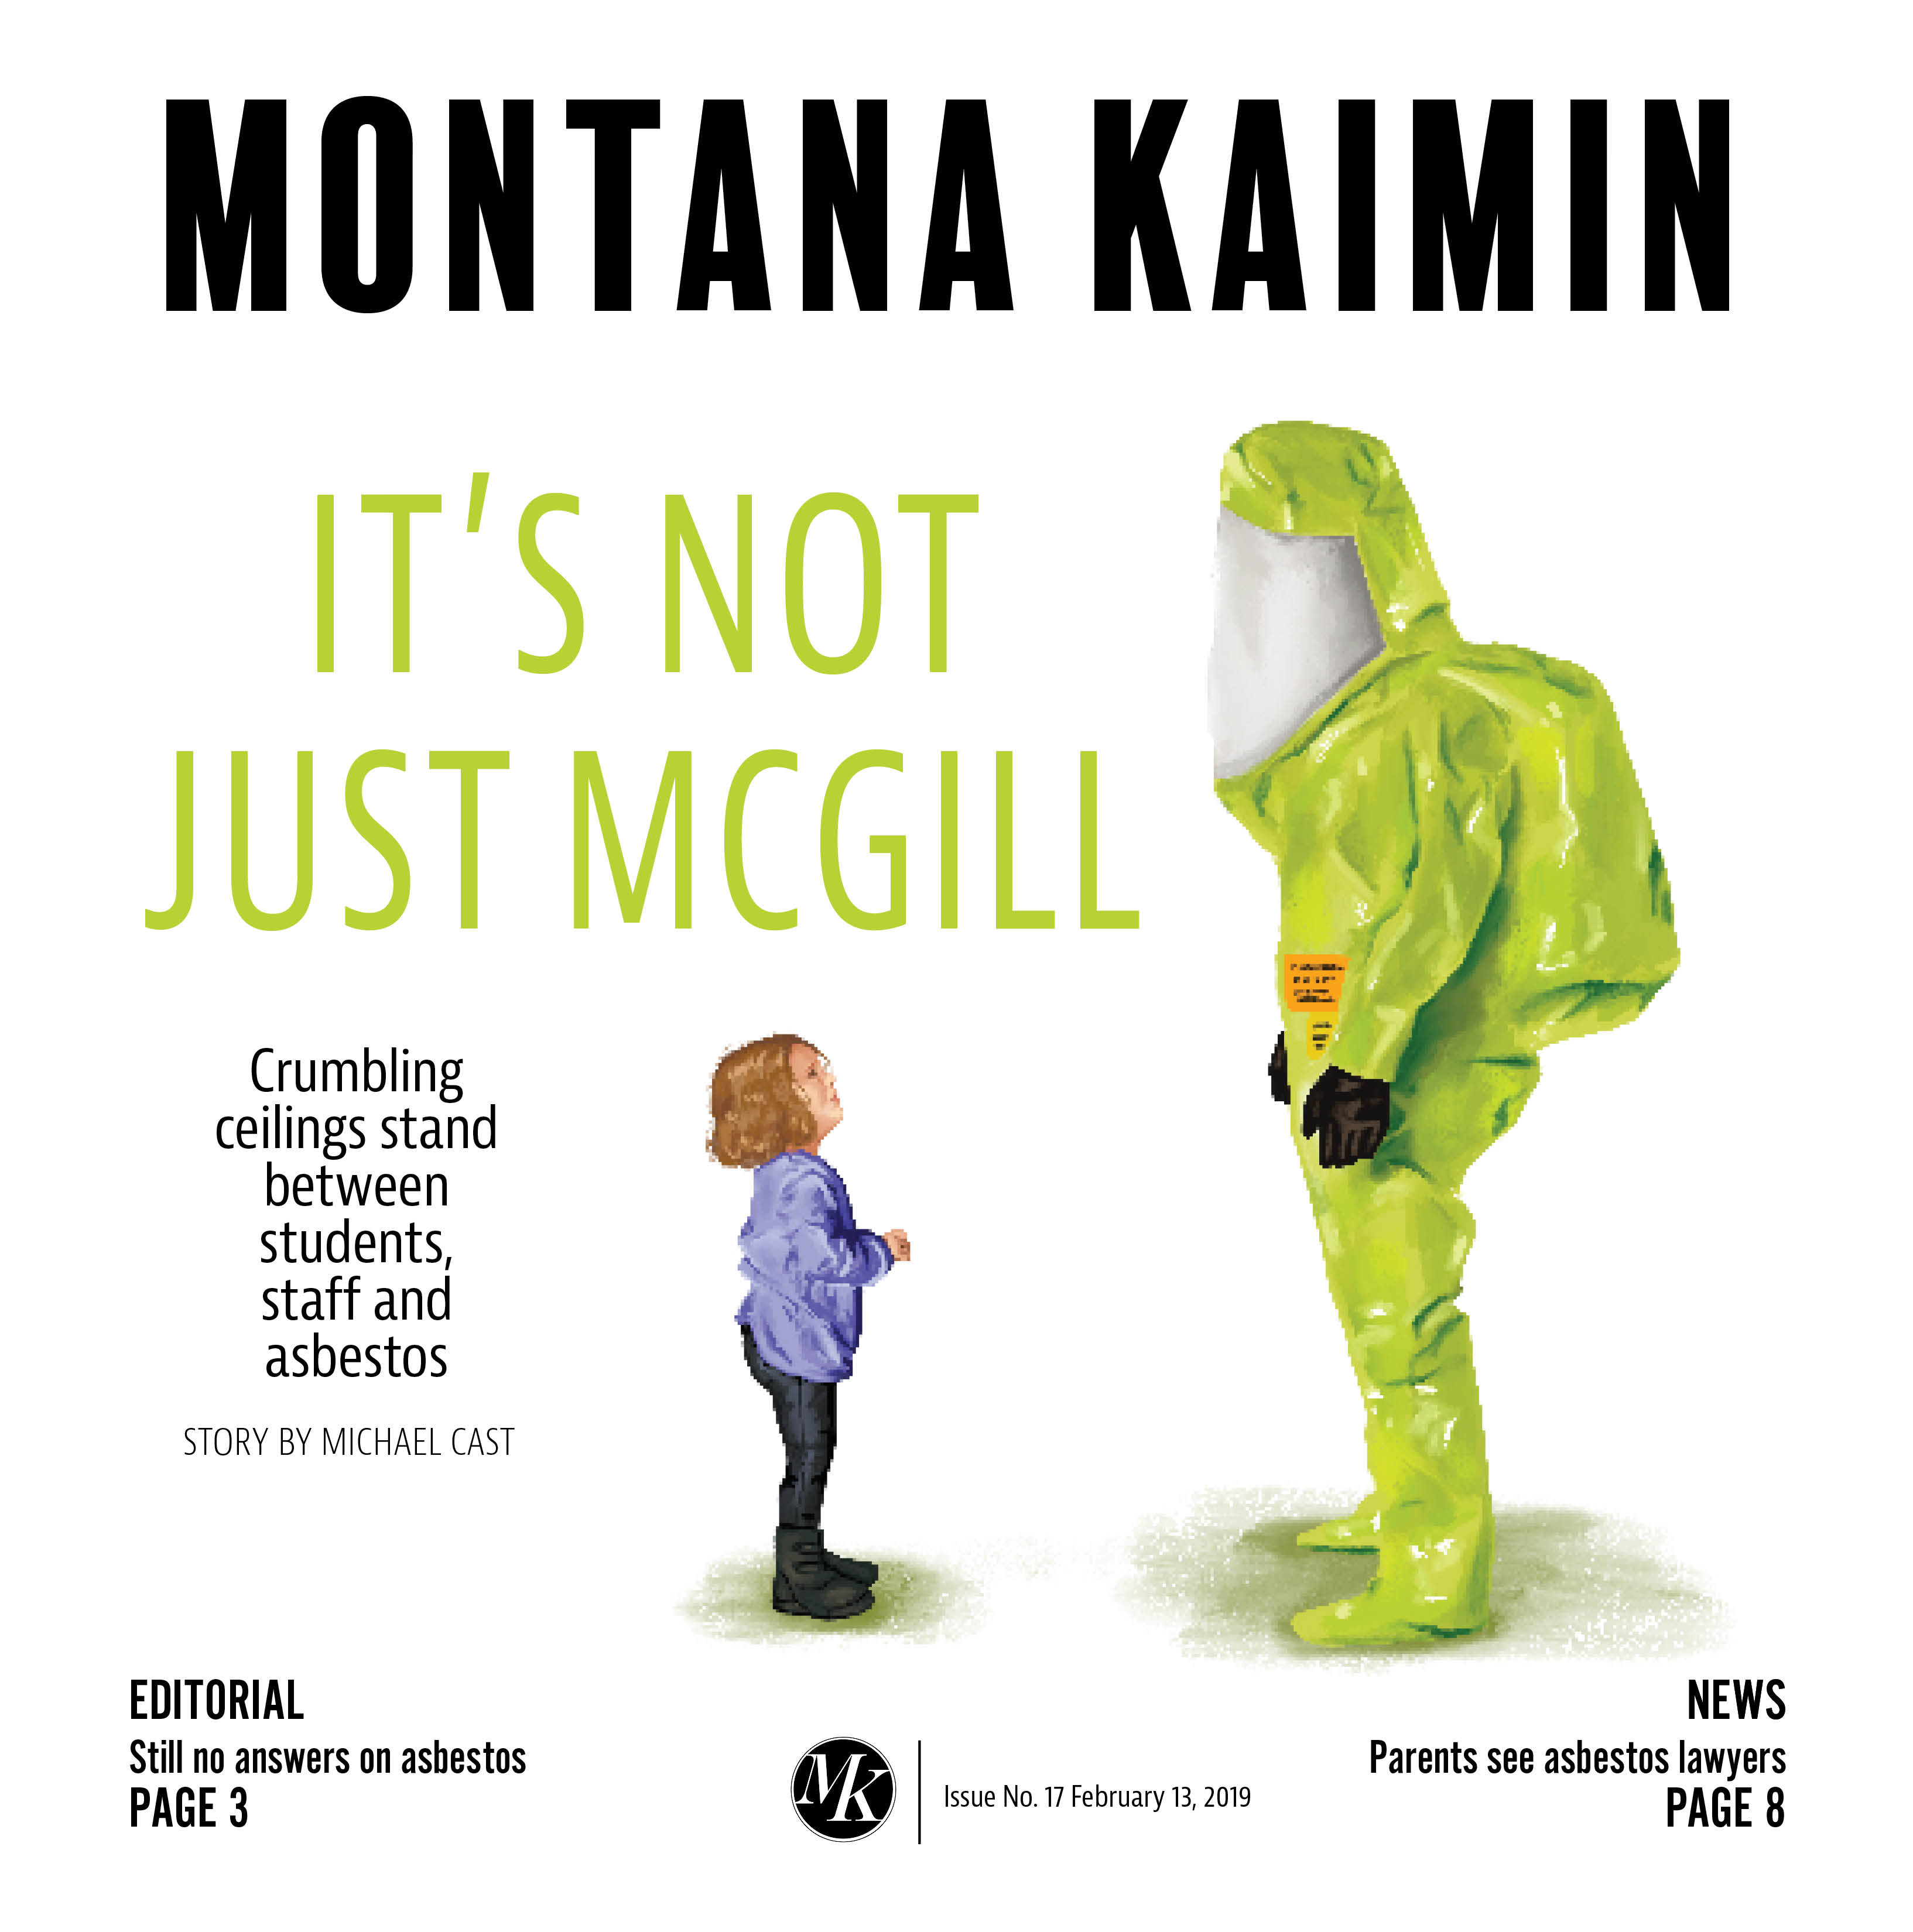 MONTANA KAIMIN
IT'S NOT
JUST MCGILL
Crumbling
ceilings stand
between
students,
staff and
asbestos
STORY BY MICHAEL CAST
EDITORIAL
Still no answers on asbestos
PAGE 3
MK
Issue No. 17 February 13, 2019
NEWS
Parents see asbestos lawyers
PAGE 8